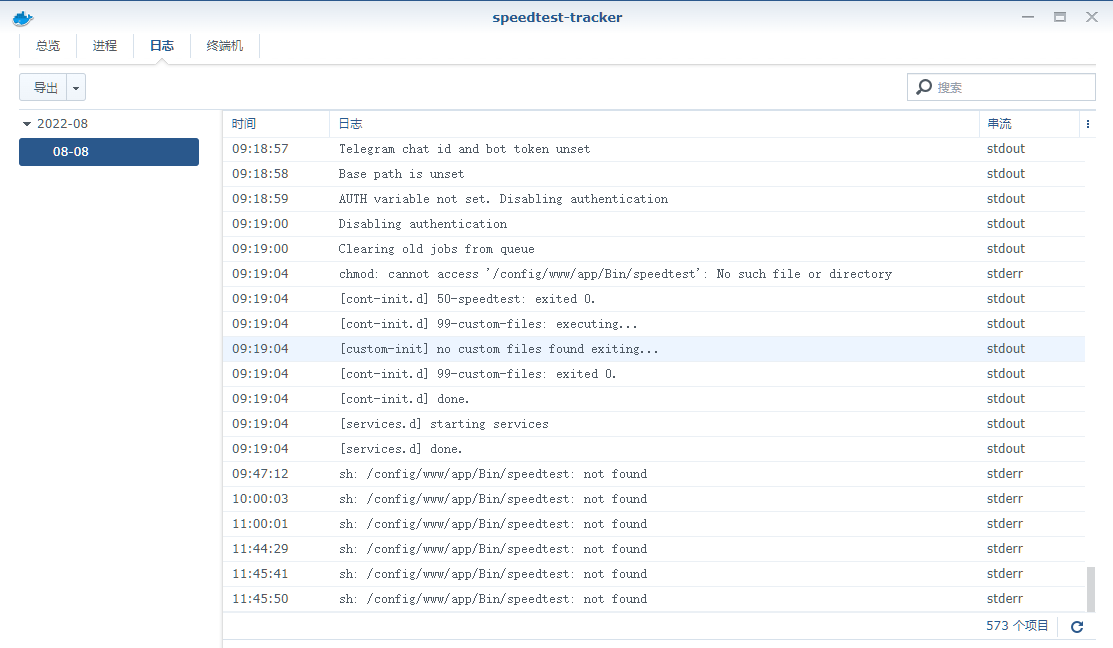 speedtest-tracker
总览 进程 日志 终端机
导出 搜索
2022-08
08-08
时间 日志 串流
09:18:57 Telegram chat id and bot token unset stdout
09:18:58 Base path is unset stdout
09:18:59 AUTH variable not set. Disabling authentication stdout
09:19:00 Disabling authentication stdout
09:19:00 Clearing old jobs from queue stdout
09:19:04 chmod: cannot access '/config/www/app/Bin/speedtest': No such file or directory stderr
09:19:04 [cont-init.d] 50-speedtest: exited 0. stdout
09:19:04 [cont-init.d] 99-custom-files: executing... stdout
09:19:04 [custom-init] no custom files found exiting... stdout
09:19:04 [cont-init.d] 99-custom-files: exited 0. stdout
09:19:04 [cont-init.d] done. stdout
09:19:04 [services.d] starting services stdout
09:19:04 [services.d] done. stdout
09:47:12 sh: /config/www/app/Bin/speedtest: not found stderr
10:00:03 sh: /config/www/app/Bin/speedtest: not found stderr
11:00:01 sh: /config/www/app/Bin/speedtest: not found stderr
11:44:29 sh: /config/www/app/Bin/speedtest: not found stderr
11:45:41 sh: /config/www/app/Bin/speedtest: not found stderr
11:45:50 sh: /config/www/app/Bin/speedtest: not found stderr
573 个项目